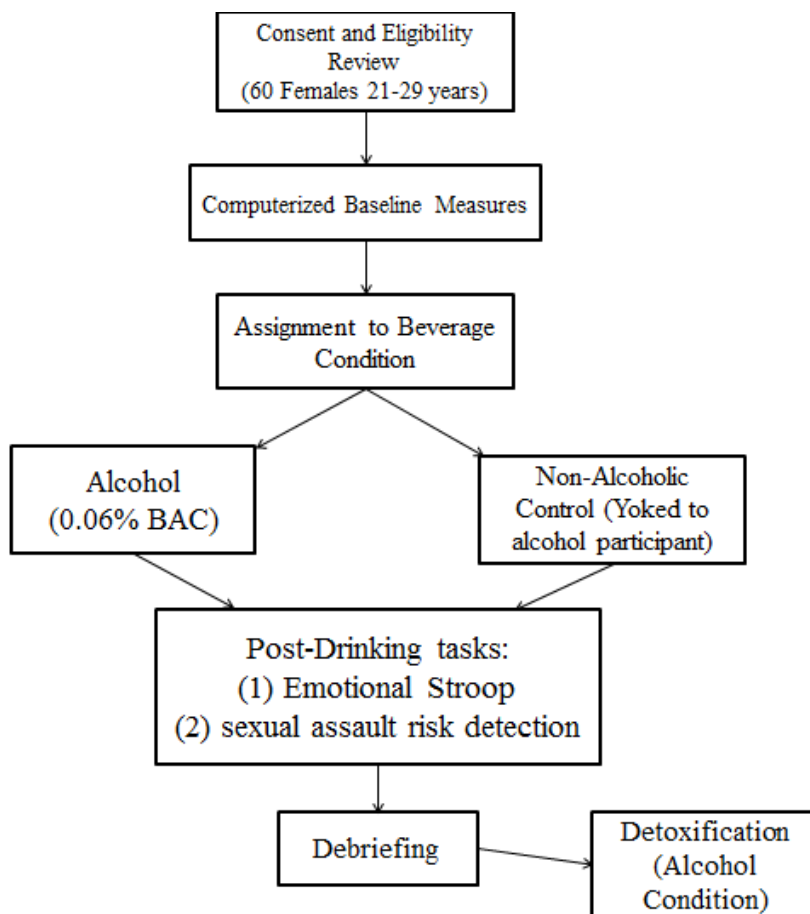 Consent and Eligibility
Review
(60 Females 21-29 years)
Computerized Baseline Measures
Assignment to Beverage
Condition
Alcohol
(0.06% BAC)
Non-Alcoholic
Control (Yoked to
alcohol participant)
Post-Drinking tasks:
(1) Emotional Stroop
(2) sexual assault risk detection
Debriefing
Detoxification
(Alcohol
Condition)